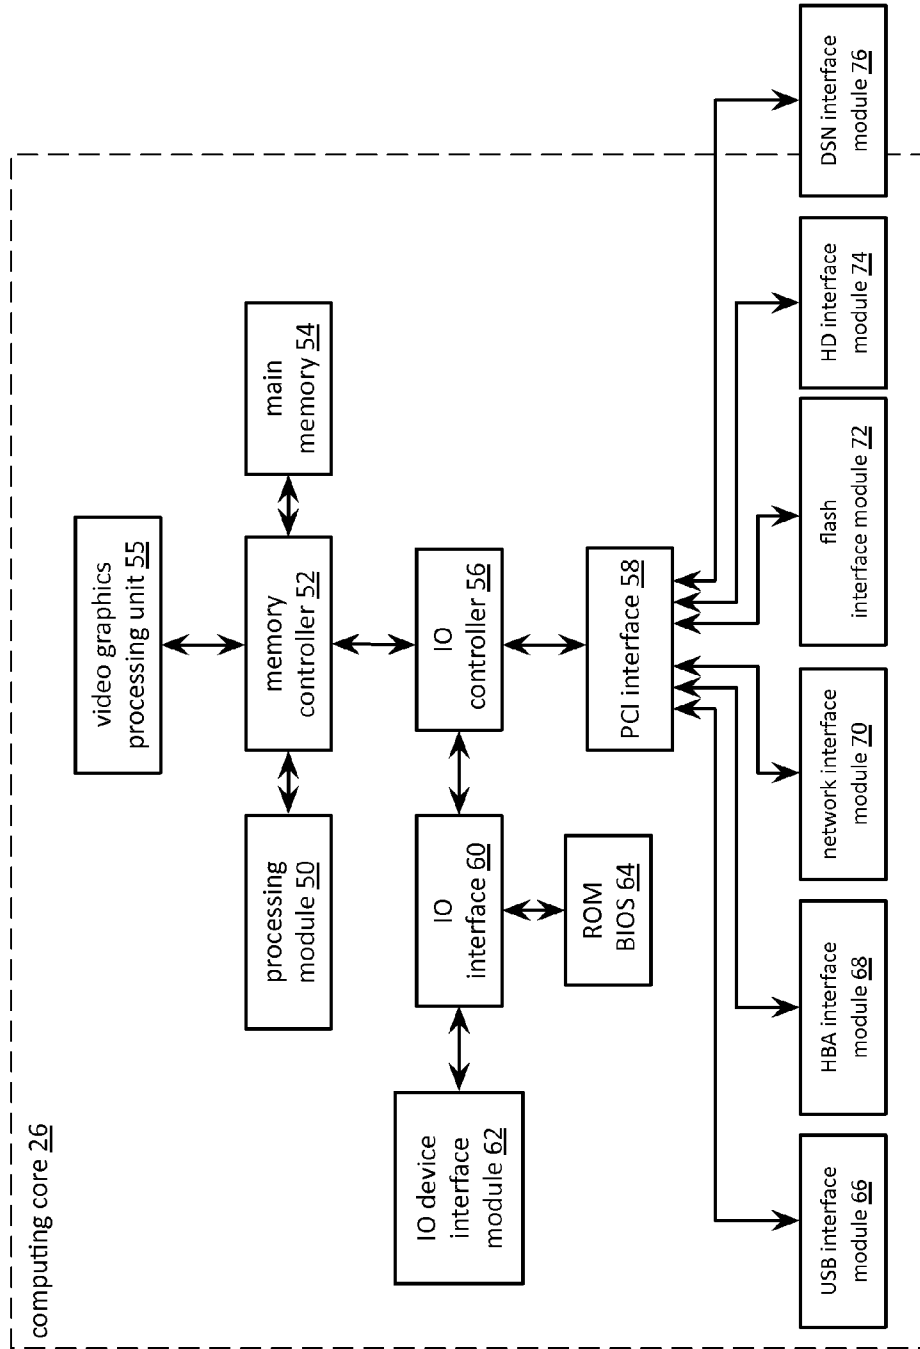 computing core 26
video graphics
processing unit 55
processing
module 50
memory
controller 52
main
memory 54
IO device
interface
module 62
IO
interface 60
IO
controller 56
ROM
BIOS 64
PCI interface 58
USB interface
module 66
HBA interface
module 68
network interface
module 70
flash
interface module 72
HD interface
module 74
DSN interface
module 76